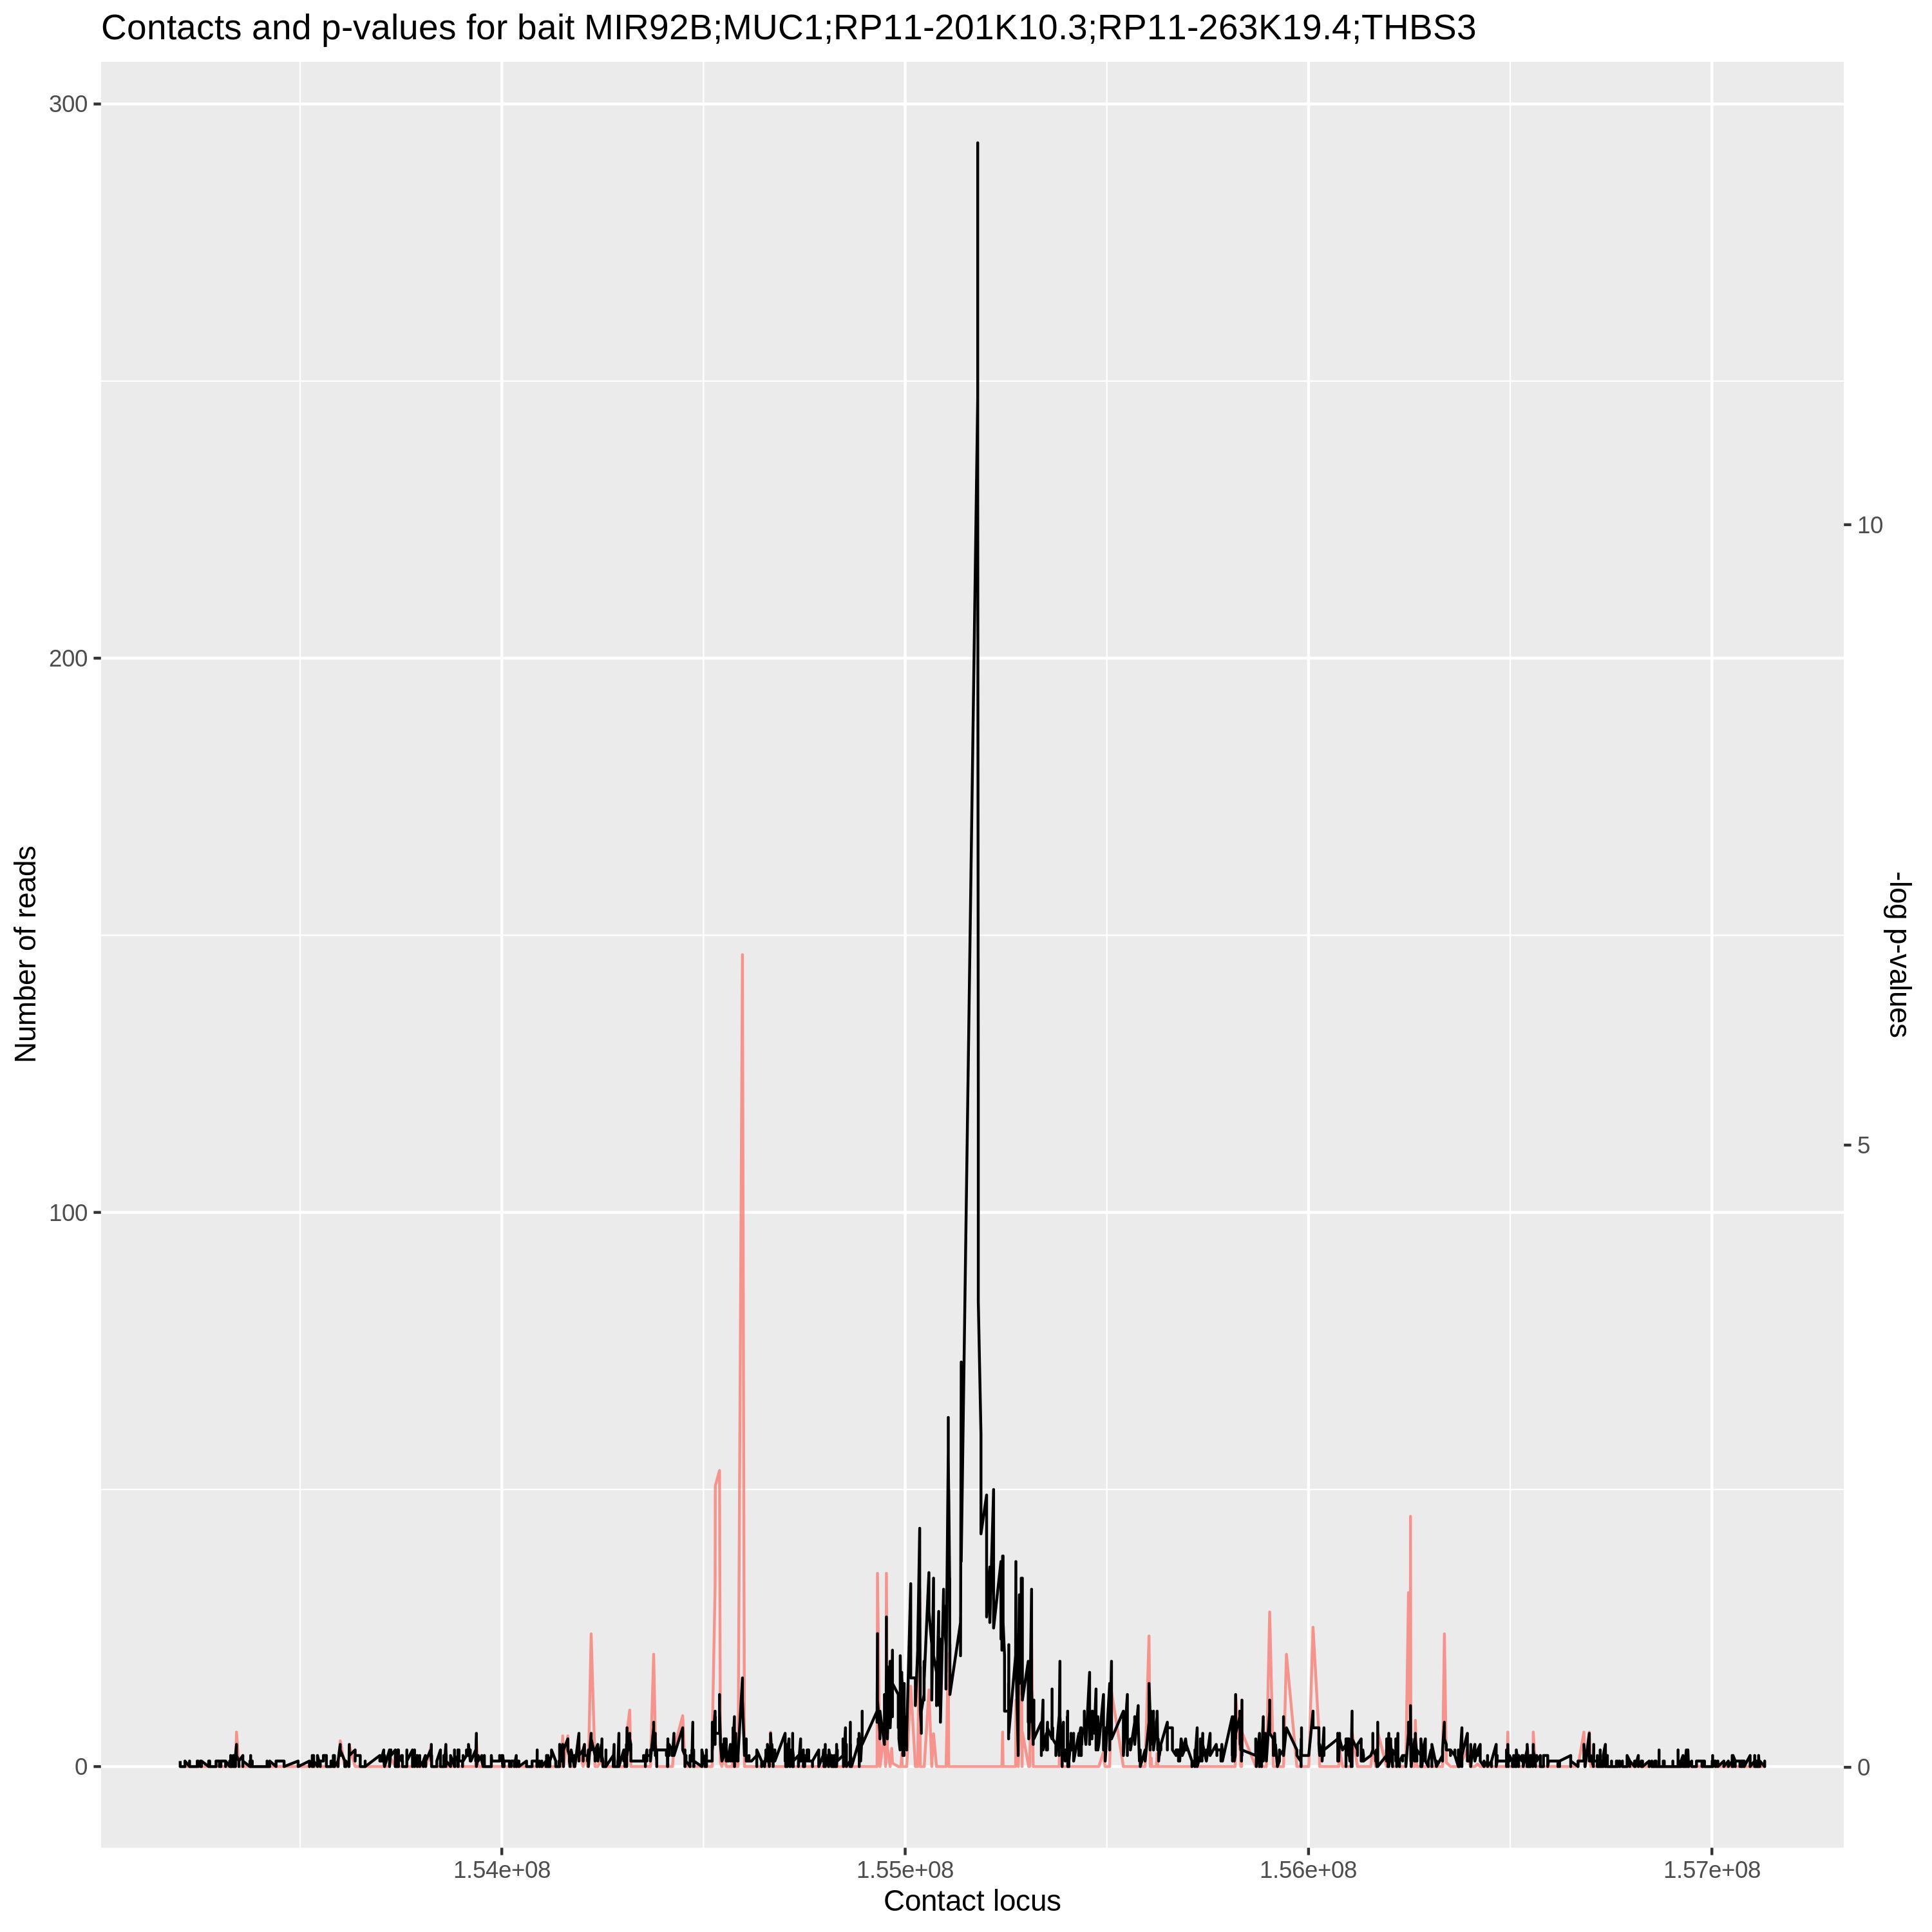 Contacts and p-values for bait MIR92B;MUC1;RP11-201K10.3;RP11-263K19.4;THBS3
300
200
100
0
Number of reads
10
5
0
-log p-values
1.54e+08
1.55e+08
1.56e+08
1.57e+08
Contact locus